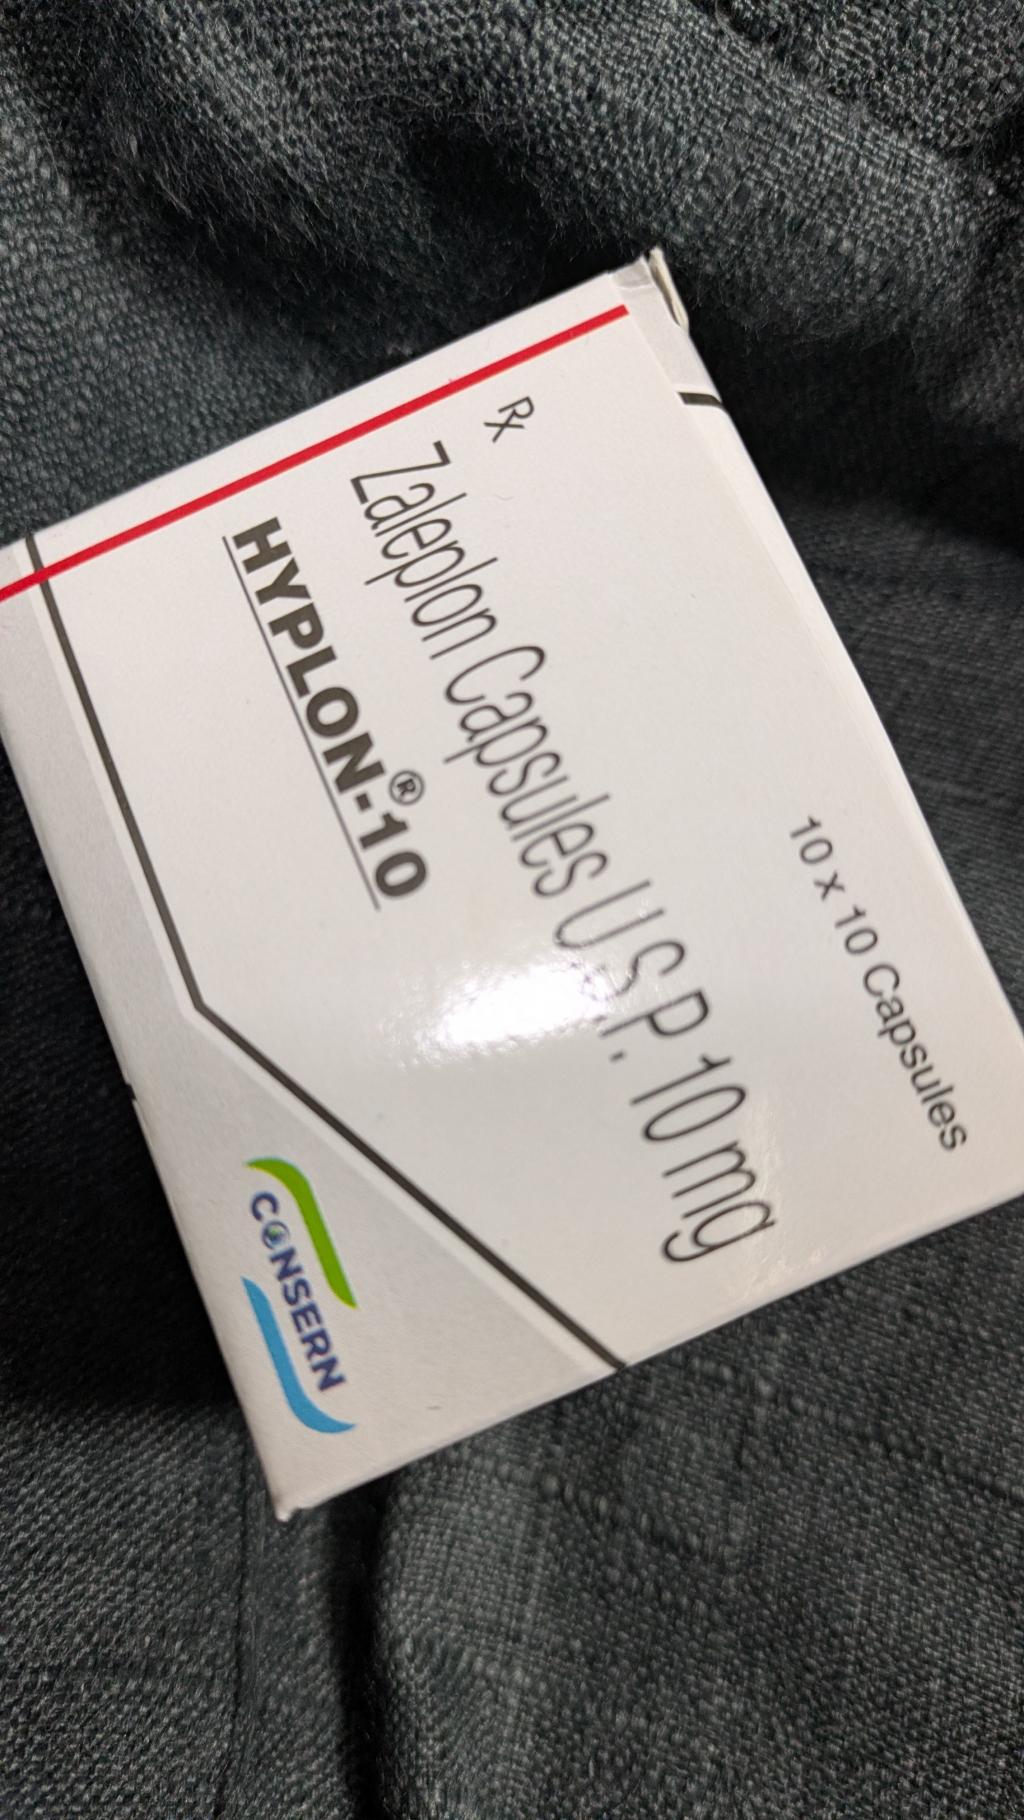 Rx
Zaleplon Capsules U.S.P. 10 mg
HYPLON®-10
10 x 10 Capsules
CONSERN